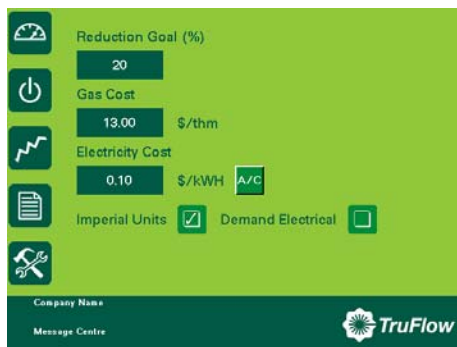 Reduction Goal (%)
20
Gas Cost
13.00 $/thm
Electricity Cost
0.10 $/kWH A/C
Imperial Units Demand Electrical
Company Name
Message Centre
TruFlow